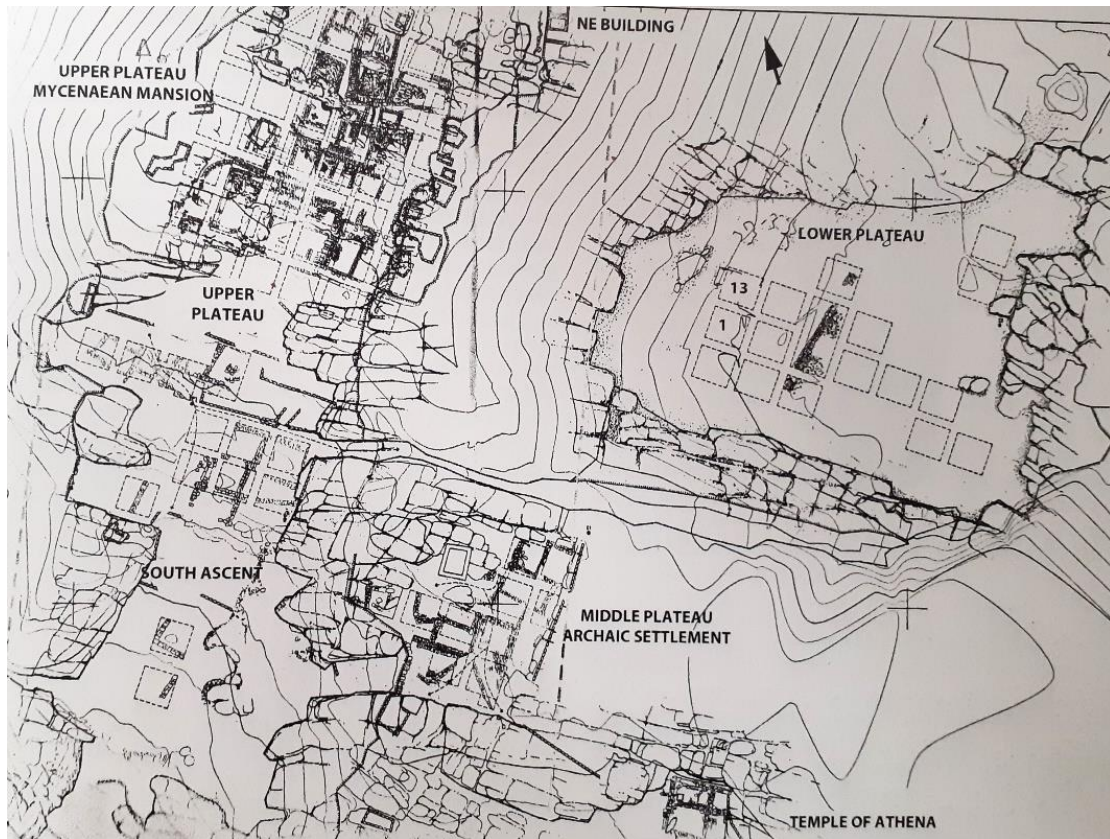 NE BUILDING
UPPER PLATEAU
MYCENAEAN MANSION
LOWER PLATEAU
13
UPPER
PLATEAU
1
SOUTH ASCENT
MIDDLE PLATEAU
ARCHAIC SETTLEMENT
TEMPLE OF ATHENA